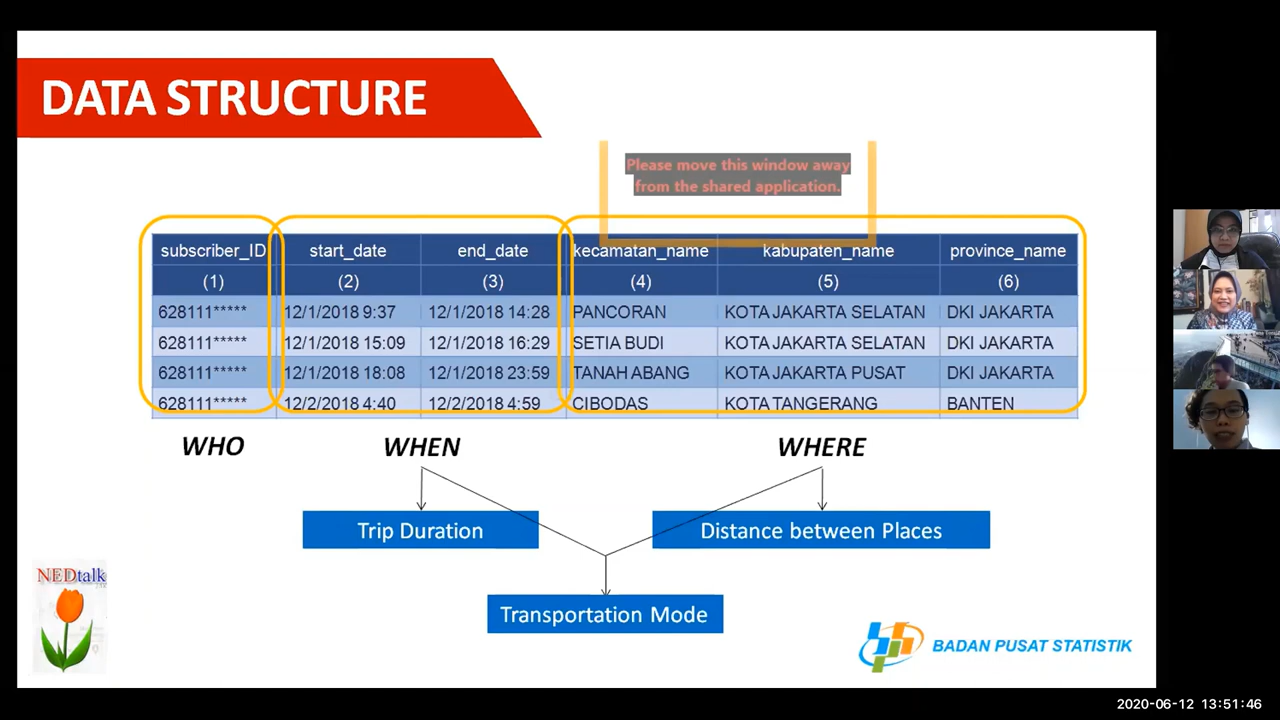 DATA STRUCTURE
Please move this window away
from the shared application.
subscriber_ID start_date end_date kecamatan_name kabupaten_name province_name
(1) (2) (3) (4) (5) (6)
628111***** 12/1/2018 9:37 12/1/2018 14:28 PANCORAN KOTA JAKARTA SELATAN DKI JAKARTA
628111***** 12/1/2018 15:09 12/1/2018 16:29 SETIA BUDI KOTA JAKARTA SELATAN DKI JAKARTA
628111***** 12/1/2018 18:08 12/1/2018 23:59 TANAH ABANG KOTA JAKARTA PUSAT DKI JAKARTA
628111***** 12/2/2018 4:40 12/2/2018 4:59 CIBODAS KOTA TANGERANG BANTEN
WHO WHEN WHERE
Trip Duration Distance between Places
Transportation Mode
NEDtalk
BADAN PUSAT STATISTIK
2020-06-12 13:51:46